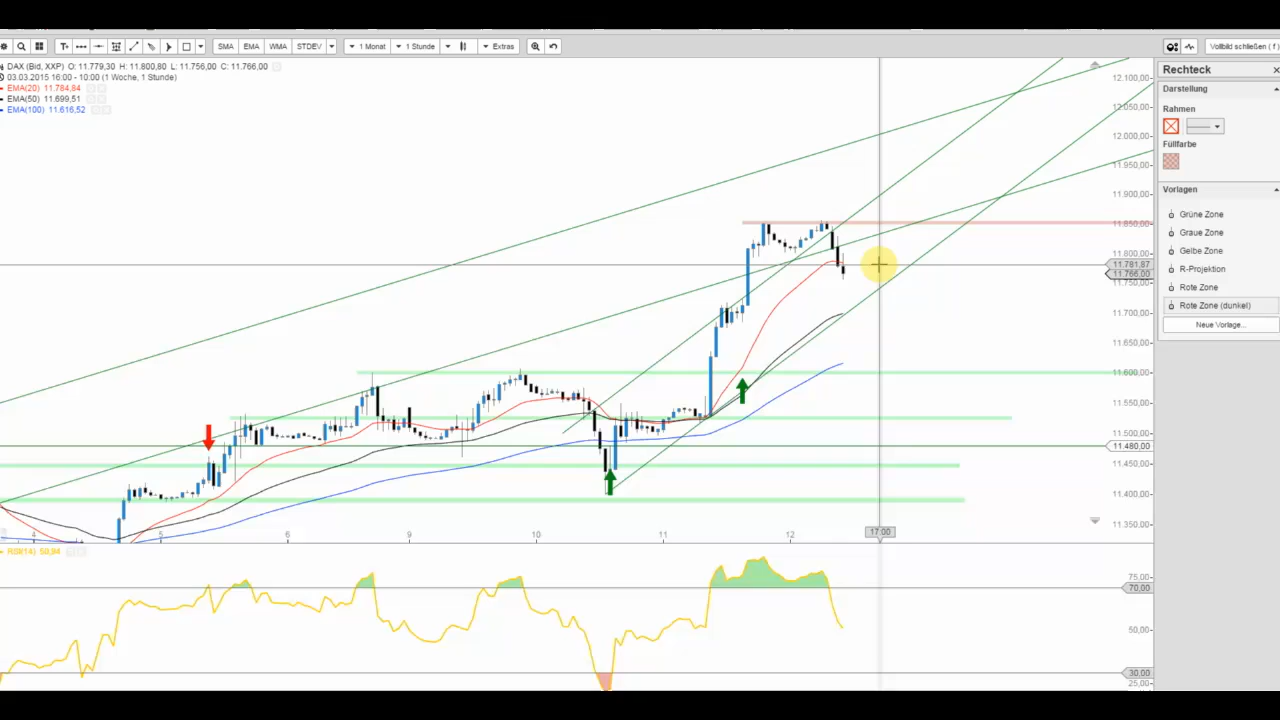 SMA EMA WMA STDEV 1 Monat 1 Stunde Extras Vollbild schließen ( f )
DAX (Bid, XXP) O: 11.779,30 H: 11.800,80 L: 11.756,00 C: 11.766,00
03.03.2015 16:00 - 10:00 (1 Woche, 1 Stunde)
EMA(20) 11.784,84
EMA(50) 11.699,51
EMA(100) 11.616,52
12.100,00
12.050,00
12.000,00
11.950,00
11.900,00
11.850,00
11.800,00
11.781,87
11.766,00
11.750,00
11.700,00
11.650,00
11.600,00
11.550,00
11.500,00
11.480,00
11.450,00
11.400,00
11.350,00
4 5 6 9 10 11 12 17:00
RSI(14) 50,94
75,00
70,00
50,00
30,00
25,00
Rechteck
Darstellung
Rahmen
Füllfarbe
Vorlagen
Grüne Zone
Graue Zone
Gelbe Zone
R-Projektion
Rote Zone
Rote Zone (dunkel)
Neue Vorlage...